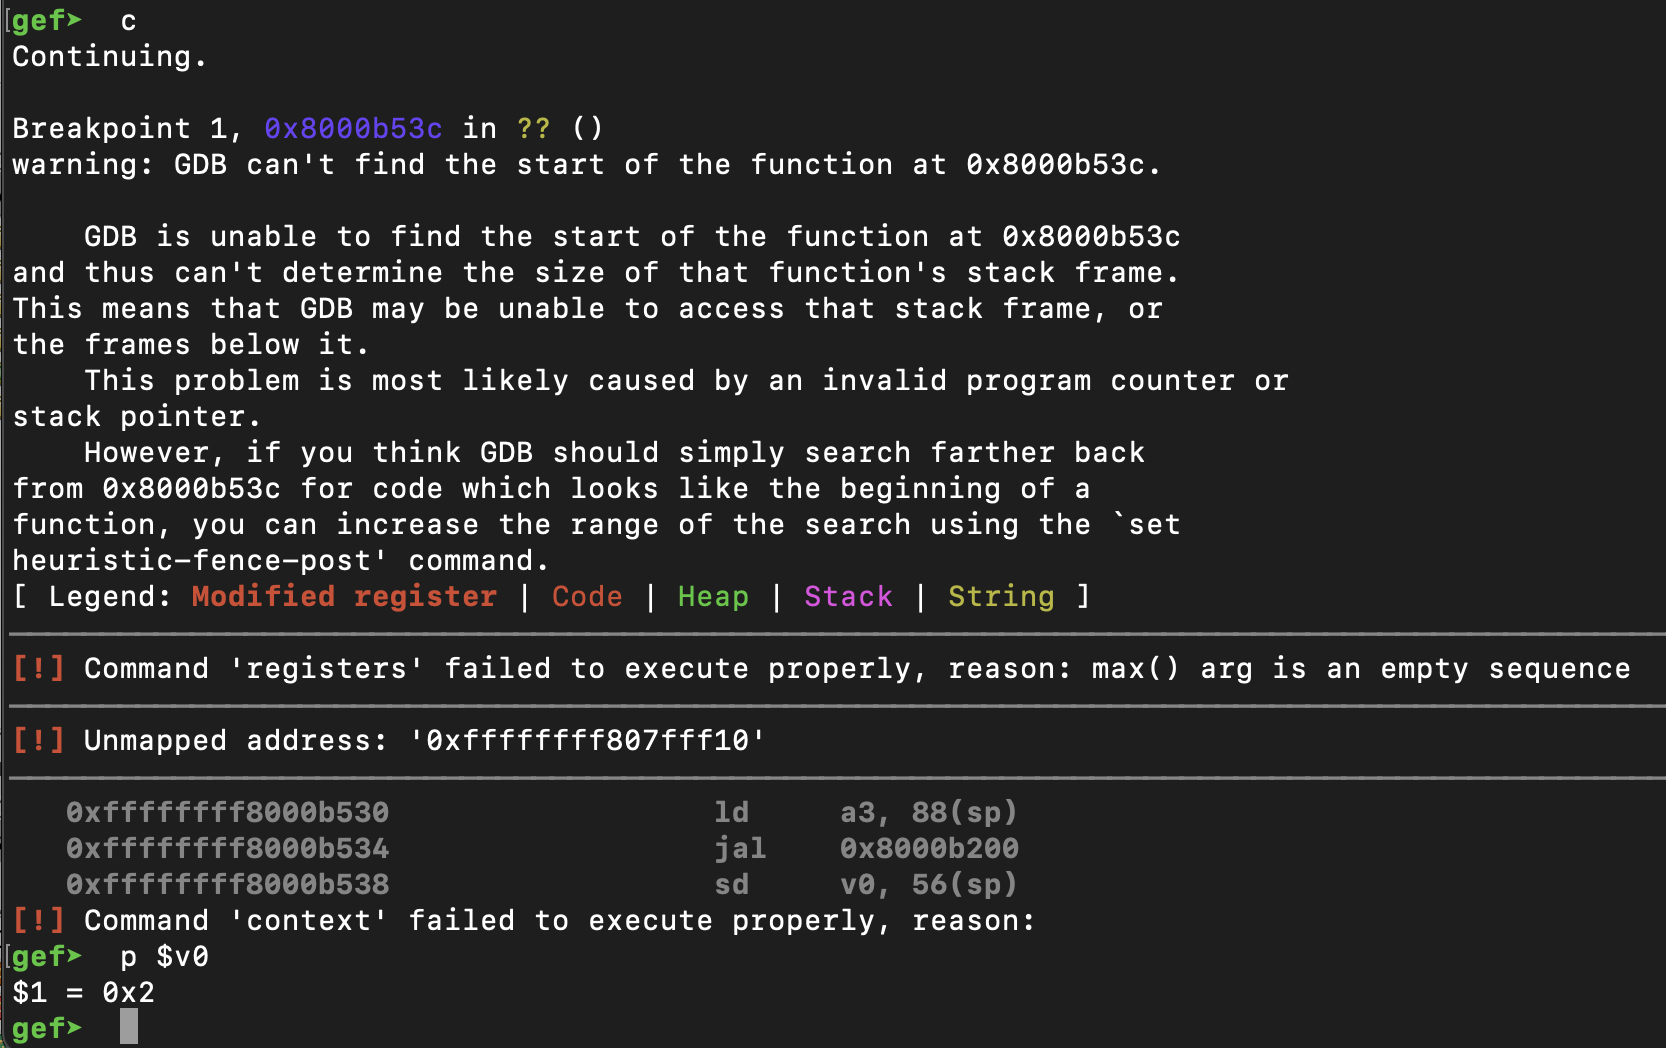 gef➤  c
Continuing.
Breakpoint 1, 0x8000b53c in ?? ()
warning: GDB can't find the start of the function at 0x8000b53c.
    GDB is unable to find the start of the function at 0x8000b53c
and thus can't determine the size of that function's stack frame.
This means that GDB may be unable to access that stack frame, or
the frames below it.
    This problem is most likely caused by an invalid program counter or
stack pointer.
    However, if you think GDB should simply search farther back
from 0x8000b53c for code which looks like the beginning of a
function, you can increase the range of the search using the `set
heuristic-fence-post' command.
[ Legend: Modified register | Code | Heap | Stack | String ]
[!] Command 'registers' failed to execute properly, reason: max() arg is an empty sequence
[!] Unmapped address: '0xffffffff807fff10'
   0xffffffff8000b530                  ld     a3, 88(sp)
   0xffffffff8000b534                  jal    0x8000b200
   0xffffffff8000b538                  sd     v0, 56(sp)
[!] Command 'context' failed to execute properly, reason:
gef➤  p $v0
$1 = 0x2
gef➤